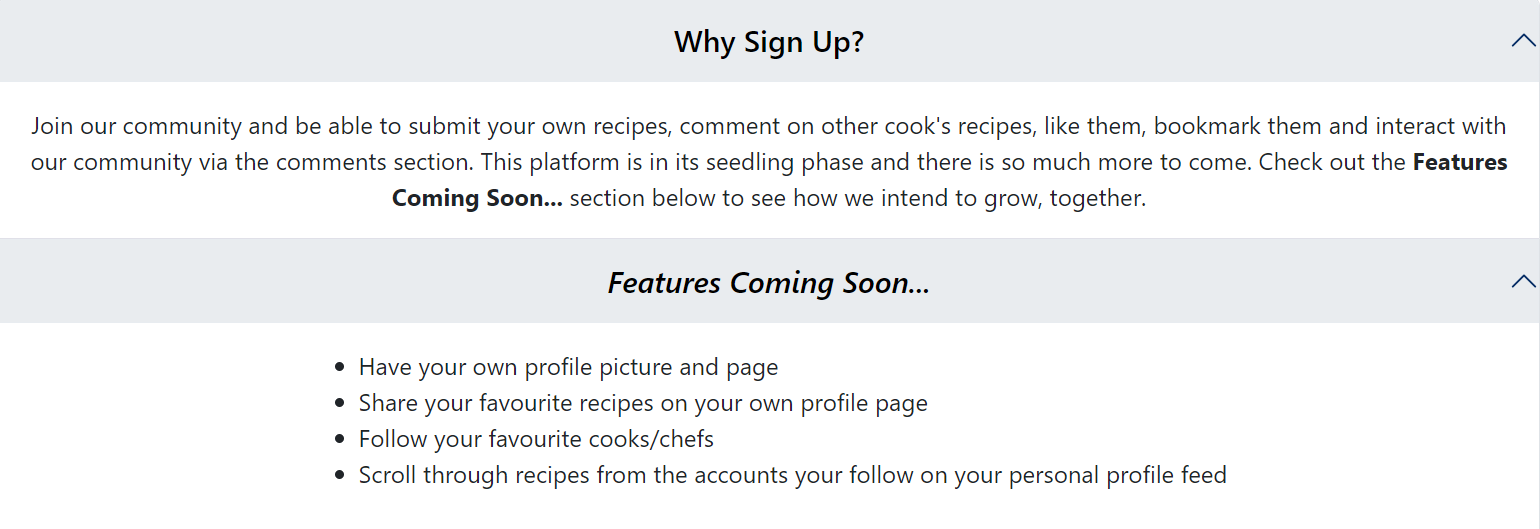 Why Sign Up?
Join our community and be able to submit your own recipes, comment on other cook's recipes, like them, bookmark them and interact with
our community via the comments section. This platform is in its seedling phase and there is so much more to come. Check out the Features
Coming Soon... section below to see how we intend to grow, together.
Features Coming Soon...
• Have your own profile picture and page
• Share your favourite recipes on your own profile page
• Follow your favourite cooks/chefs
• Scroll through recipes from the accounts your follow on your personal profile feed